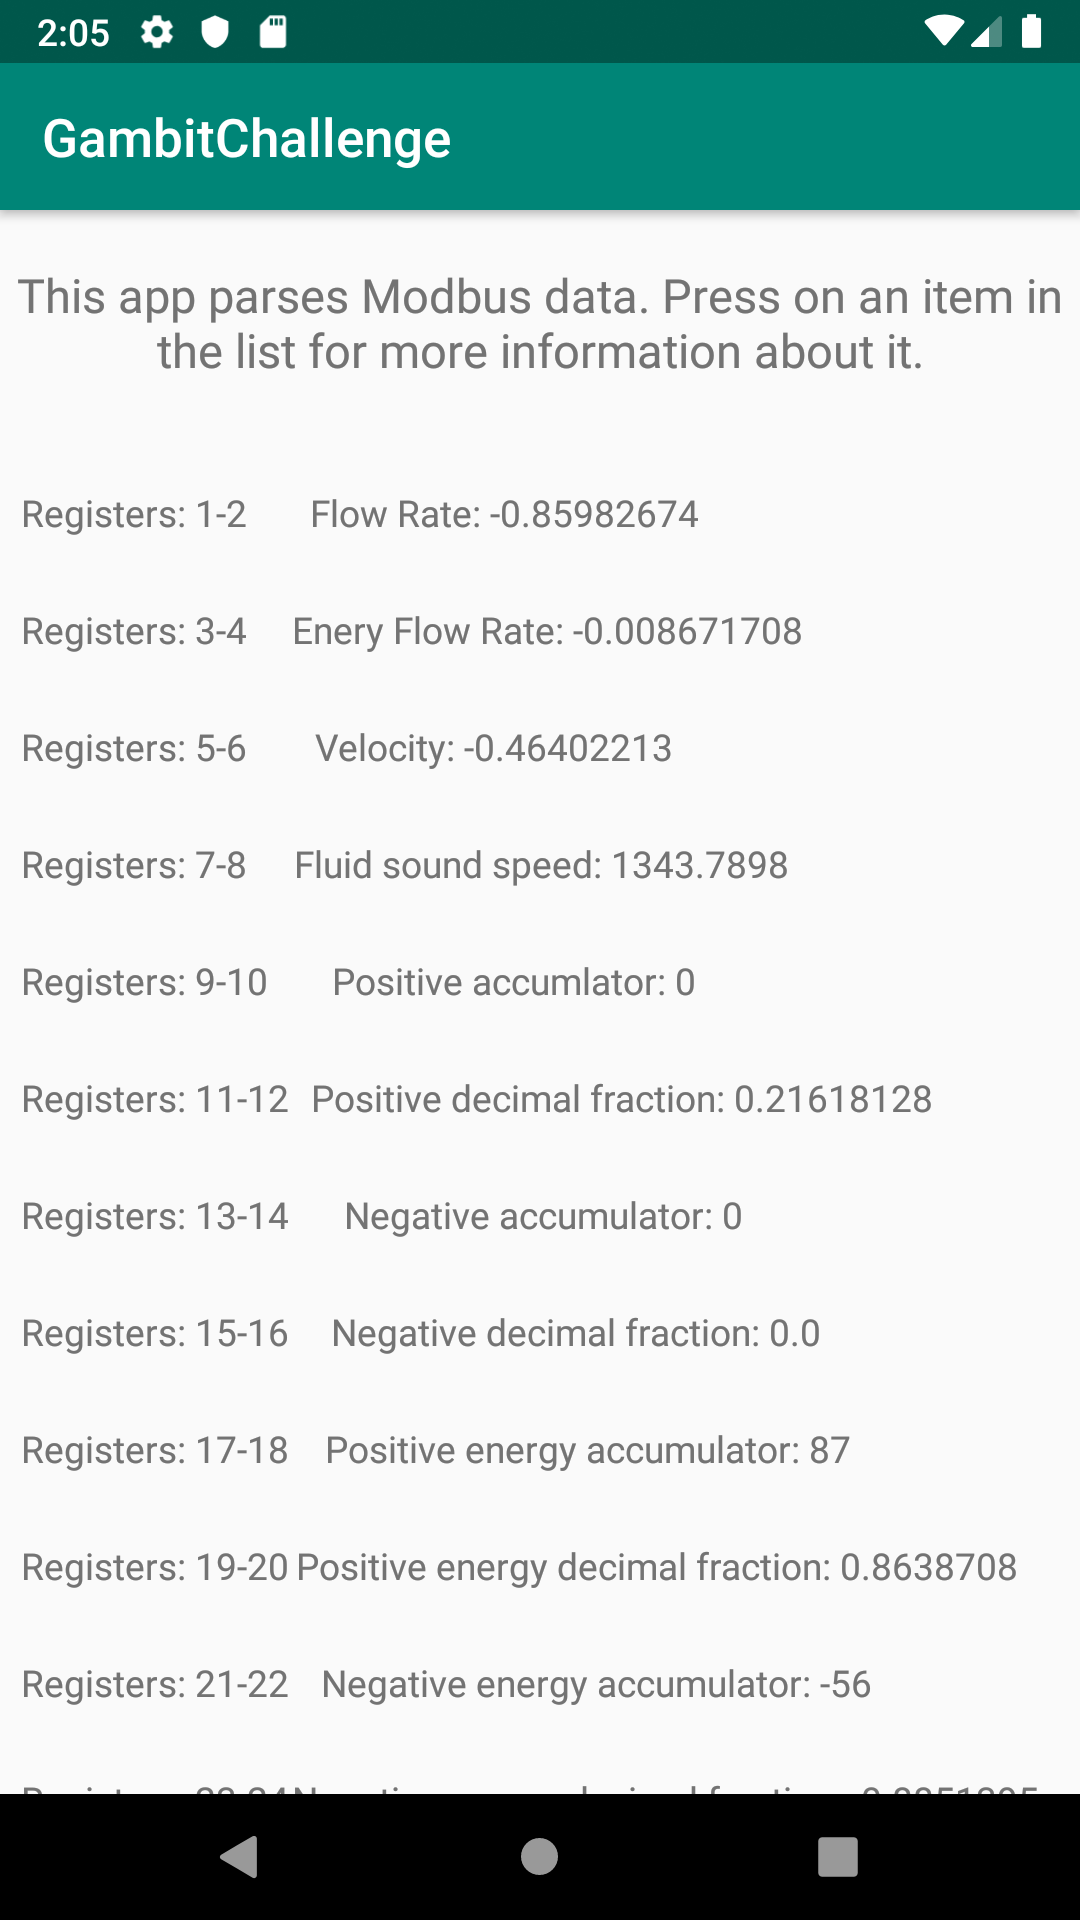 2:05
GambitChallenge
This app parses Modbus data. Press on an item in
the list for more information about it.
Registers: 1-2 Flow Rate: -0.85982674
Registers: 3-4 Enery Flow Rate: -0.008671708
Registers: 5-6 Velocity: -0.46402213
Registers: 7-8 Fluid sound speed: 1343.7898
Registers: 9-10 Positive accumlator: 0
Registers: 11-12 Positive decimal fraction: 0.21618128
Registers: 13-14 Negative accumulator: 0
Registers: 15-16 Negative decimal fraction: 0.0
Registers: 17-18 Positive energy accumulator: 87
Registers: 19-20 Positive energy decimal fraction: 0.8638708
Registers: 21-22 Negative energy accumulator: -56